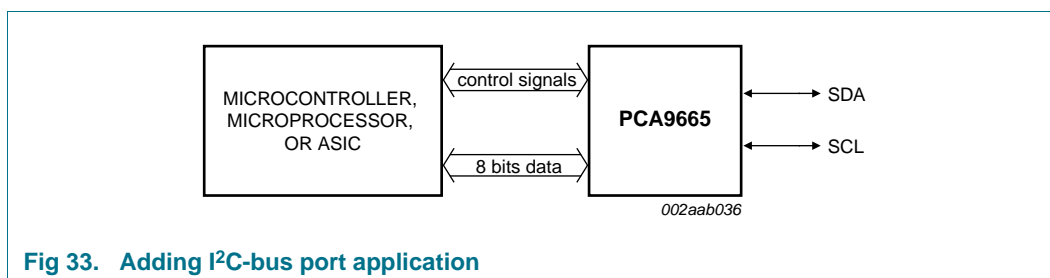 MICROCONTROLLER,
MICROPROCESSOR,
OR ASIC
control signals
8 bits data
PCA9665
SDA
SCL
002aab036
Fig 33. Adding I²C-bus port application